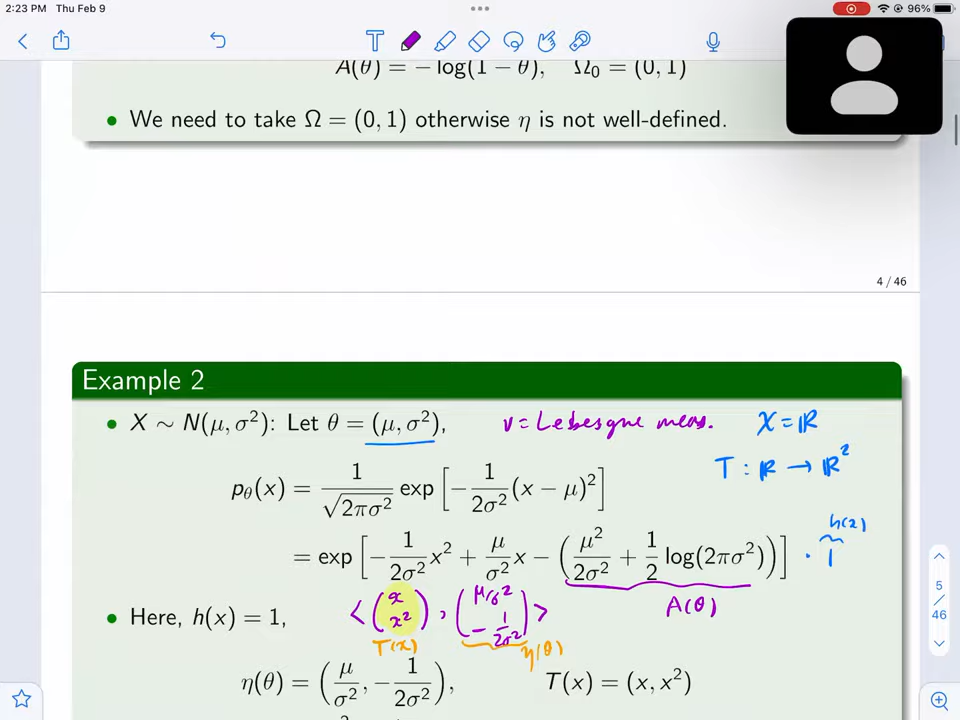 2:23 PM Thu Feb 9
96%
A(θ) = − log(1 − θ), Ω₀ = (0, 1)
• We need to take Ω = (0, 1) otherwise η is not well-defined.
4 / 46
Example 2
• X ∼ N(μ, σ²): Let θ = (μ, σ²), ν = Lebesgue meas. X = ℝ
T : ℝ → ℝ²
p_θ(x) = 1/√(2πσ²) exp[−1/(2σ²) (x − μ)²]
h(x)
= exp[−1/(2σ²) x² + μ/σ² x − (μ²/(2σ²) + 1/2 log(2πσ²))] · 1
A(θ)
• Here, h(x) = 1, < (x x²), (μ/σ² −1/2σ²) >
T(x) η(θ)
η(θ) = (μ/σ², −1/(2σ²)), T(x) = (x, x²)
5
/
46